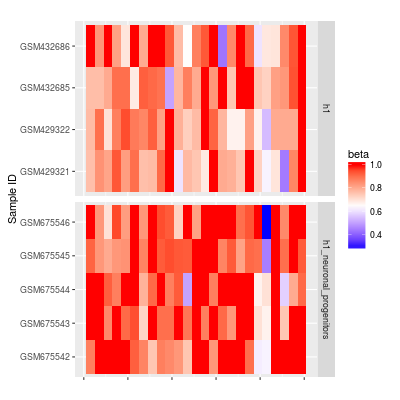 GSM432686
GSM432685
GSM429322
GSM429321
h1
GSM675546
GSM675545
GSM675544
GSM675543
GSM675542
h1_neuronal_progenitors
Sample ID
beta
1.0
0.8
0.6
0.4